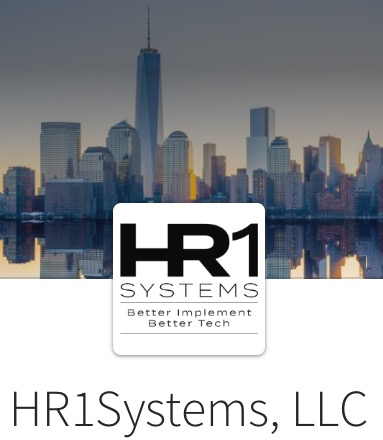 HR1
SYSTEMS
Better Implement
Better Tech
HR1Systems, LLC